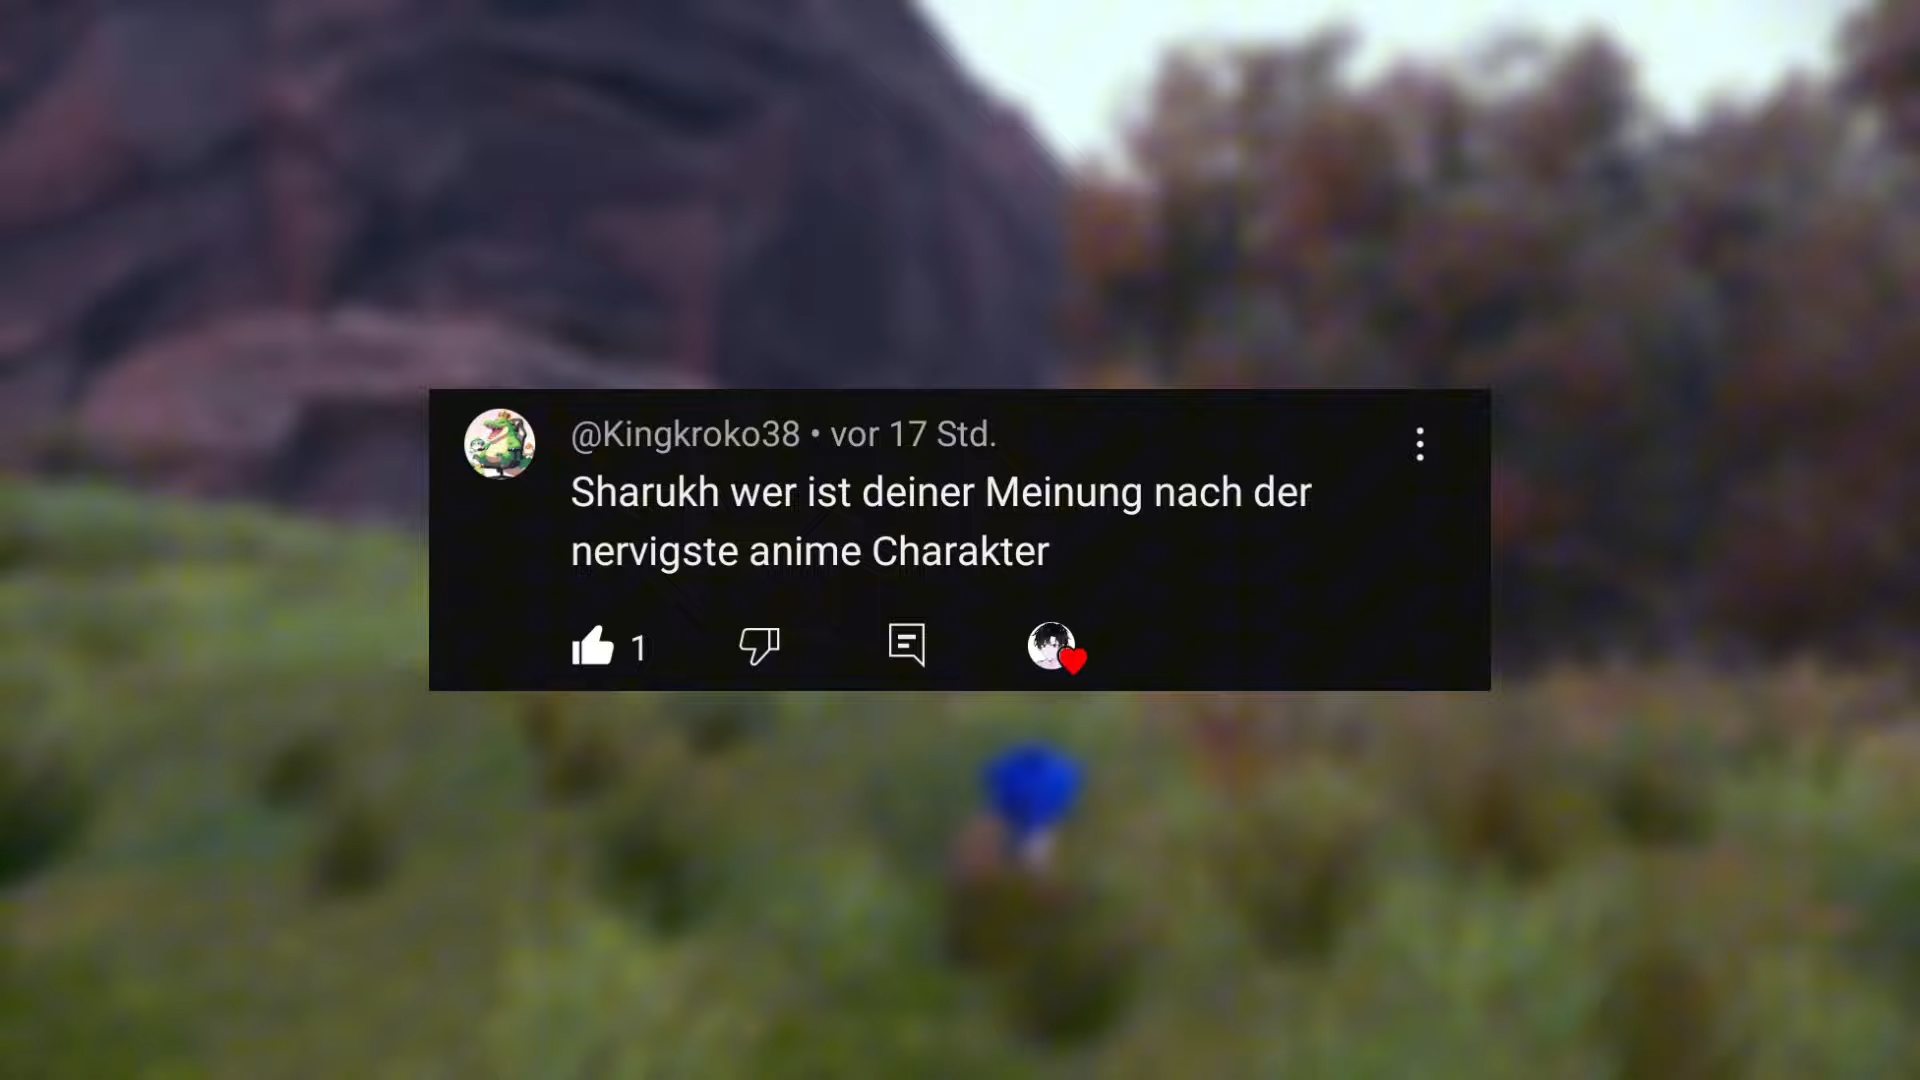 @Kingkroko38 • vor 17 Std.
Sharukh wer ist deiner Meinung nach der
nervigste anime Charakter
1